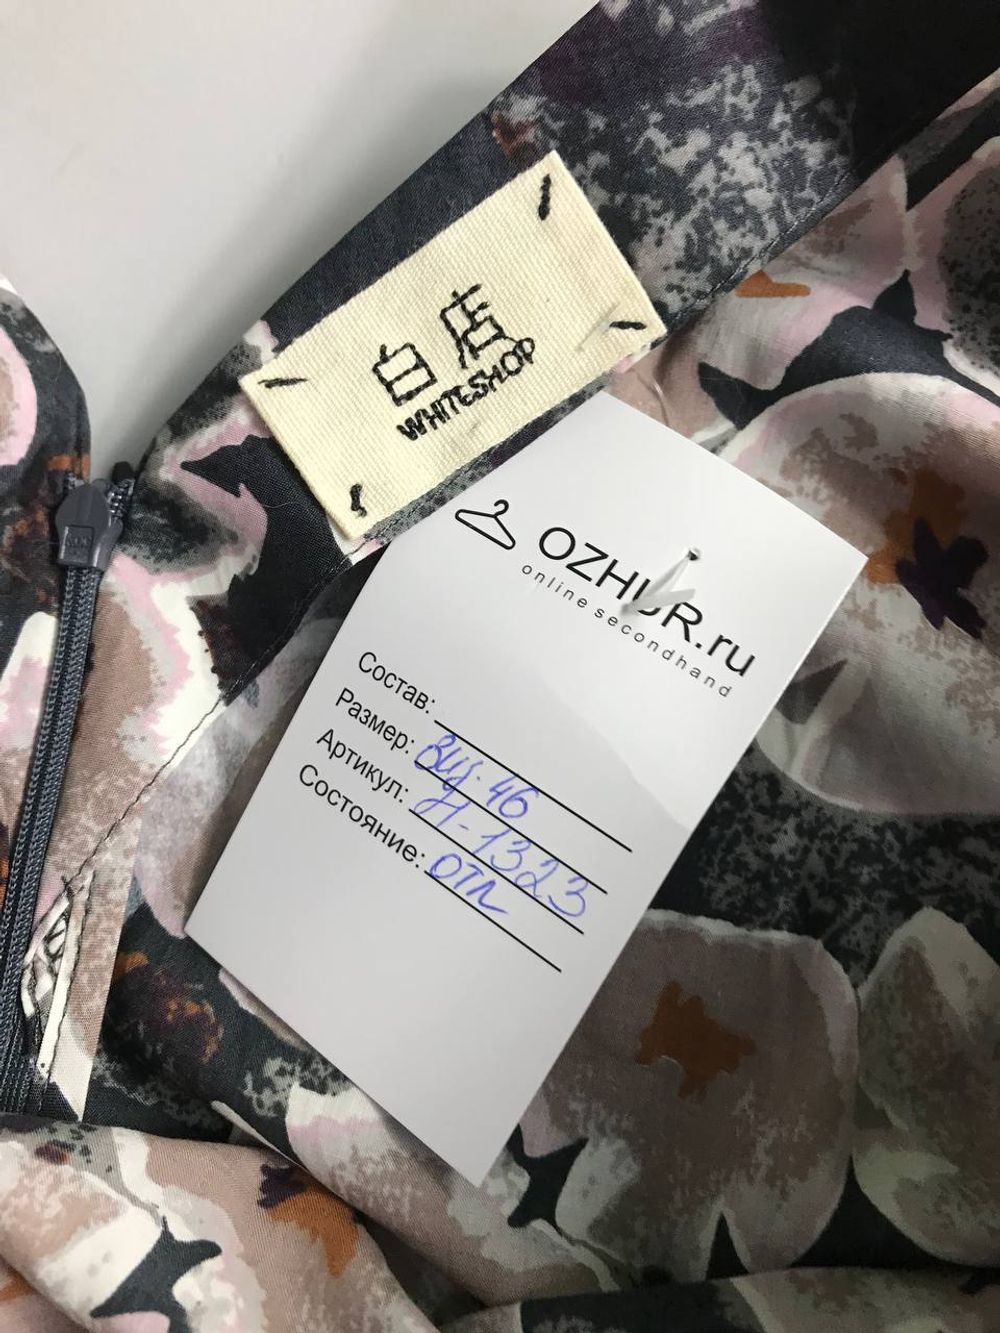 白店
WHITESHOP
OZHUR.ru
online secondhand
Состав:
Размер: виз. 46
Артикул: Н-1323
Состояние: отл